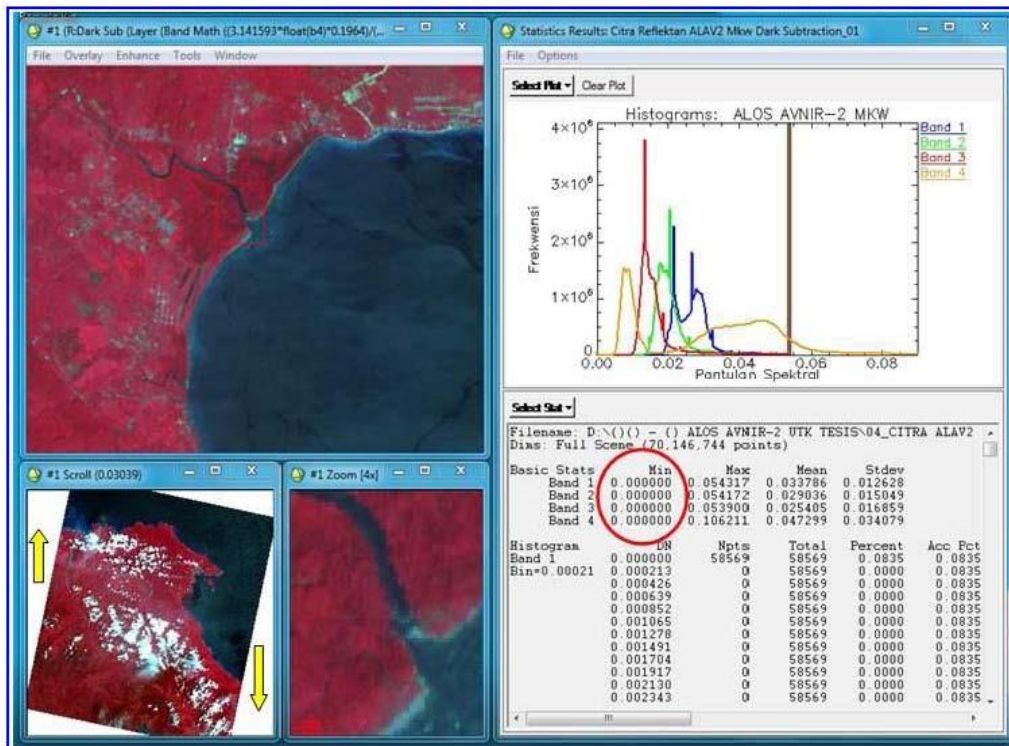 #1 (R:Dark Sub (Layer (Band Math ((3.141593*float(b4)*0.1964)/(...
File Overlay Enhance Tools Window
#1 Scroll (0.03039)
#1 Zoom [4x]
Statistics Results: Citra Reflektan ALAV2 Mkw Dark Subtraction_01
File Options
Select Plot Clear Plot
Histograms: ALOS AVNIR-2 MKW
Band 1
Band 2
Band 3
Band 4
4×10⁶
3×10⁶
2×10⁶
1×10⁶
0
Frekwensi
0.00 0.02 0.04 0.06 0.08
Pantulan Spektral
Select Stat
Filename: D:\()() - () ALOS AVNIR-2 UTK TESIS\04_CITRA ALAV2
Dims: Full Scene (70,146,744 points)
Basic Stats Min Max Mean Stdev
Band 1 0.000000 0.054317 0.033786 0.012628
Band 2 0.000000 0.054172 0.029036 0.015049
Band 3 0.000000 0.053900 0.025405 0.016859
Band 4 0.000000 0.106211 0.047299 0.034079
Histogram DN Npts Total Percent Acc Pct
Band 1 0.000000 58569 58569 0.0835 0.0835
Bin=0.00021 0.000213 0 58569 0.0000 0.0835
0.000426 0 58569 0.0000 0.0835
0.000639 0 58569 0.0000 0.0835
0.000852 0 58569 0.0000 0.0835
0.001065 0 58569 0.0000 0.0835
0.001278 0 58569 0.0000 0.0835
0.001491 0 58569 0.0000 0.0835
0.001704 0 58569 0.0000 0.0835
0.001917 0 58569 0.0000 0.0835
0.002130 0 58569 0.0000 0.0835
0.002343 0 58569 0.0000 0.0835